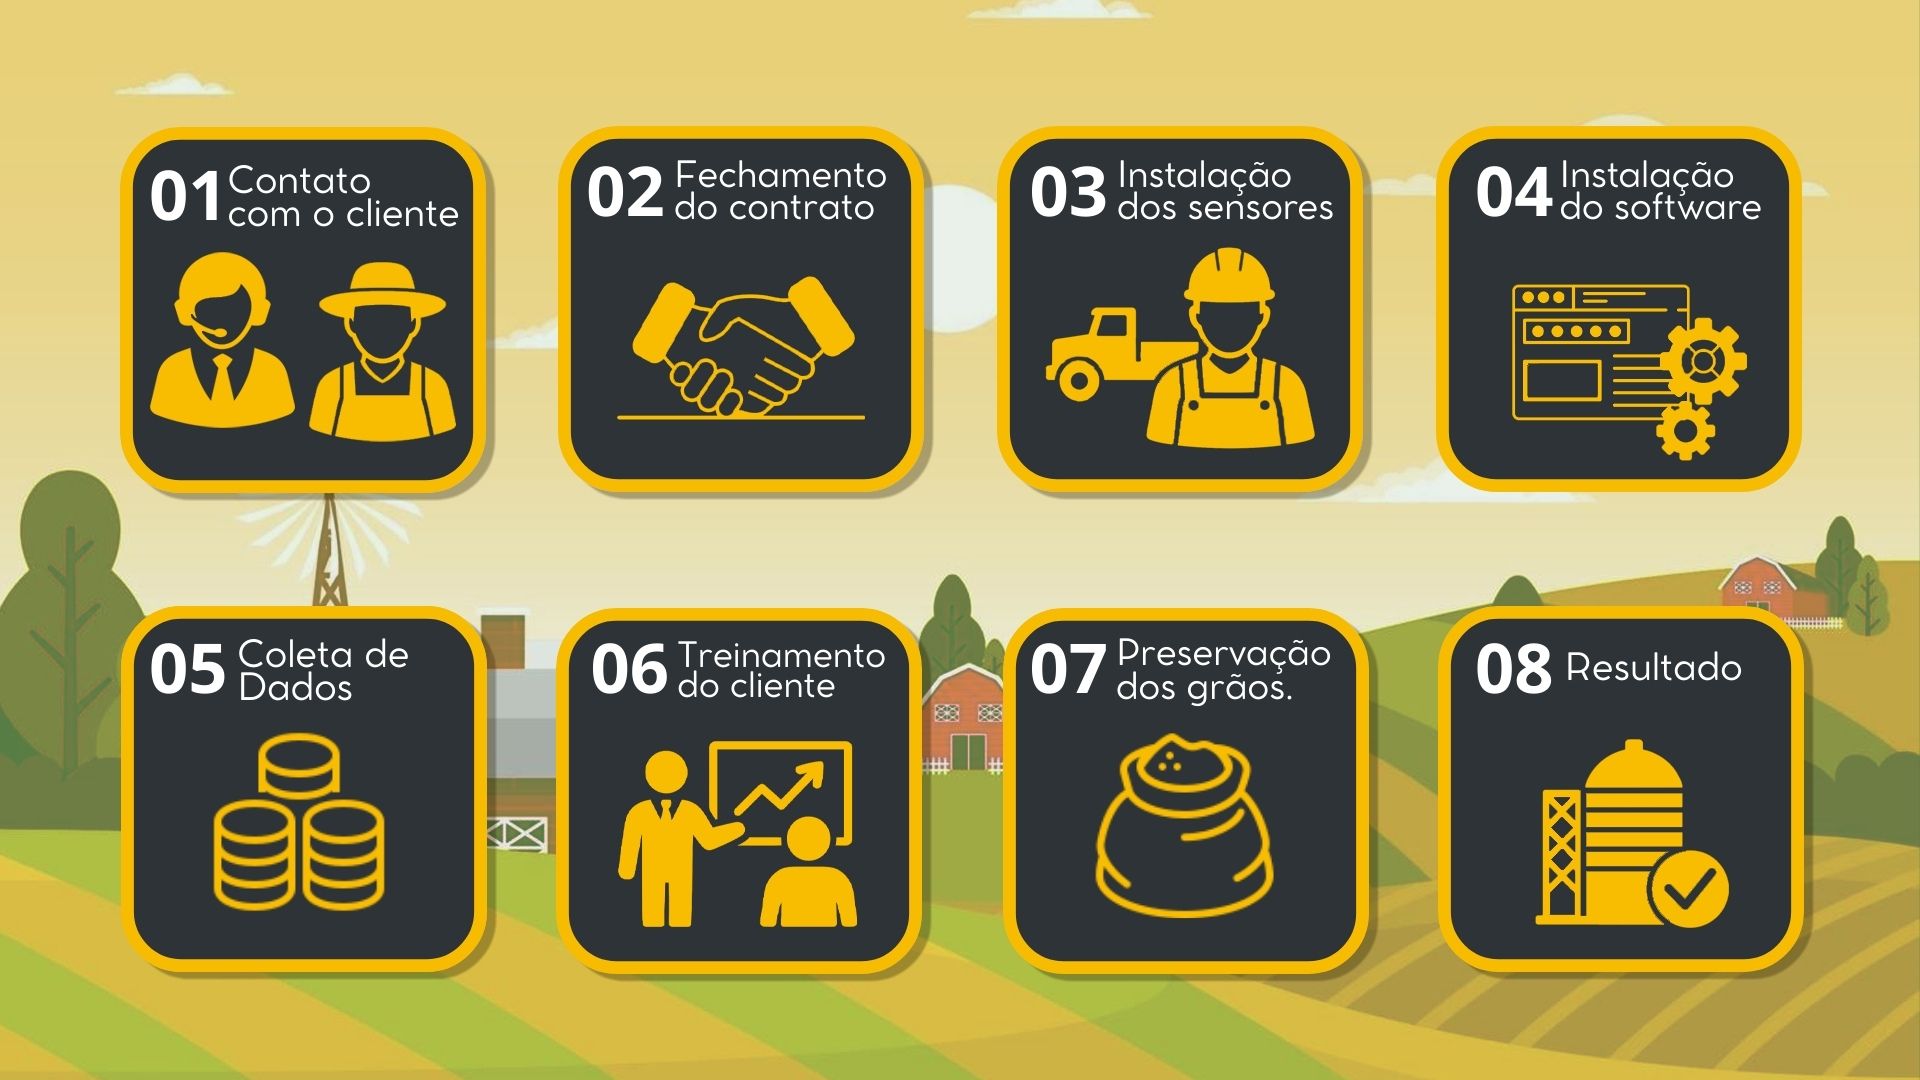 01 Contato
com o cliente
02 Fechamento
do contrato
03 Instalação
dos sensores
04 Instalação
do software
05 Coleta de
Dados
06 Treinamento
do cliente
07 Preservação
dos grãos.
08 Resultado